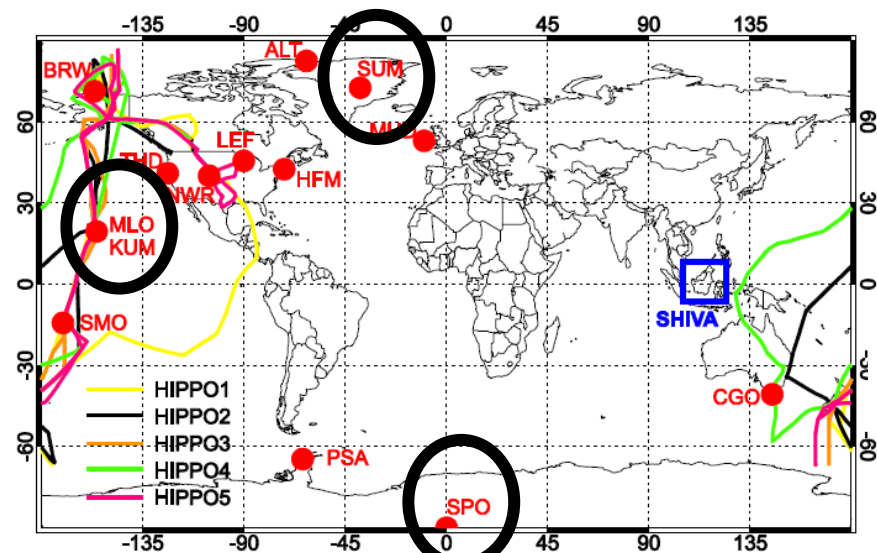 -135 -90 -45 0 45 90 135
ALT
BRW
SUM
60
60
LEF
THD
HFM
NWR
30
30
MLO
KUM
0
0
SHIVA
SMO
-30
-30
HIPPO1
HIPPO2
CGO
HIPPO3
-60
-60
HIPPO4
PSA
HIPPO5
SPO
-135 -90 -45 0 45 90 135